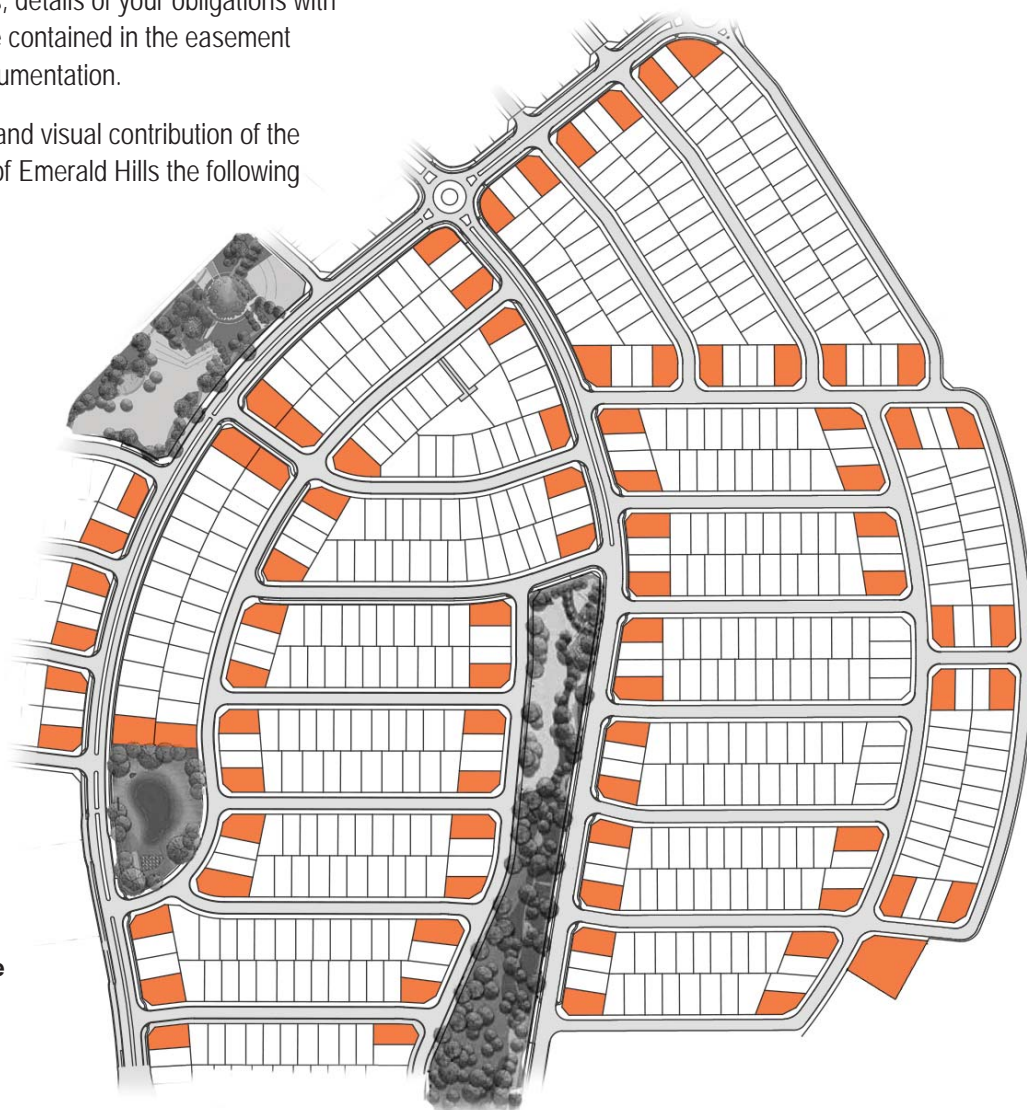 , details of your obligations with
contained in the easement
umentation.
and visual contribution of the
of Emerald Hills the following
e